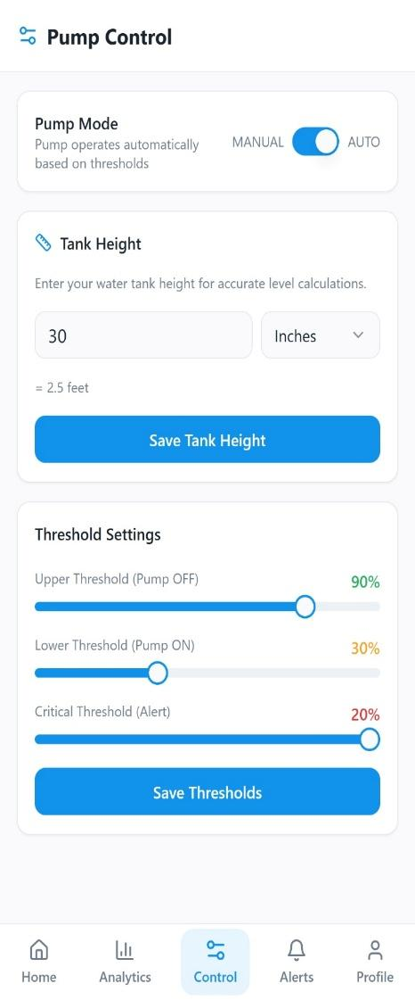 Pump Control
Pump Mode
Pump operates automatically
based on thresholds
MANUAL
AUTO
Tank Height
Enter your water tank height for accurate level calculations.
30
Inches
= 2.5 feet
Save Tank Height
Threshold Settings
Upper Threshold (Pump OFF)
90%
Lower Threshold (Pump ON)
30%
Critical Threshold (Alert)
20%
Save Thresholds
Home
Analytics
Control
Alerts
Profile